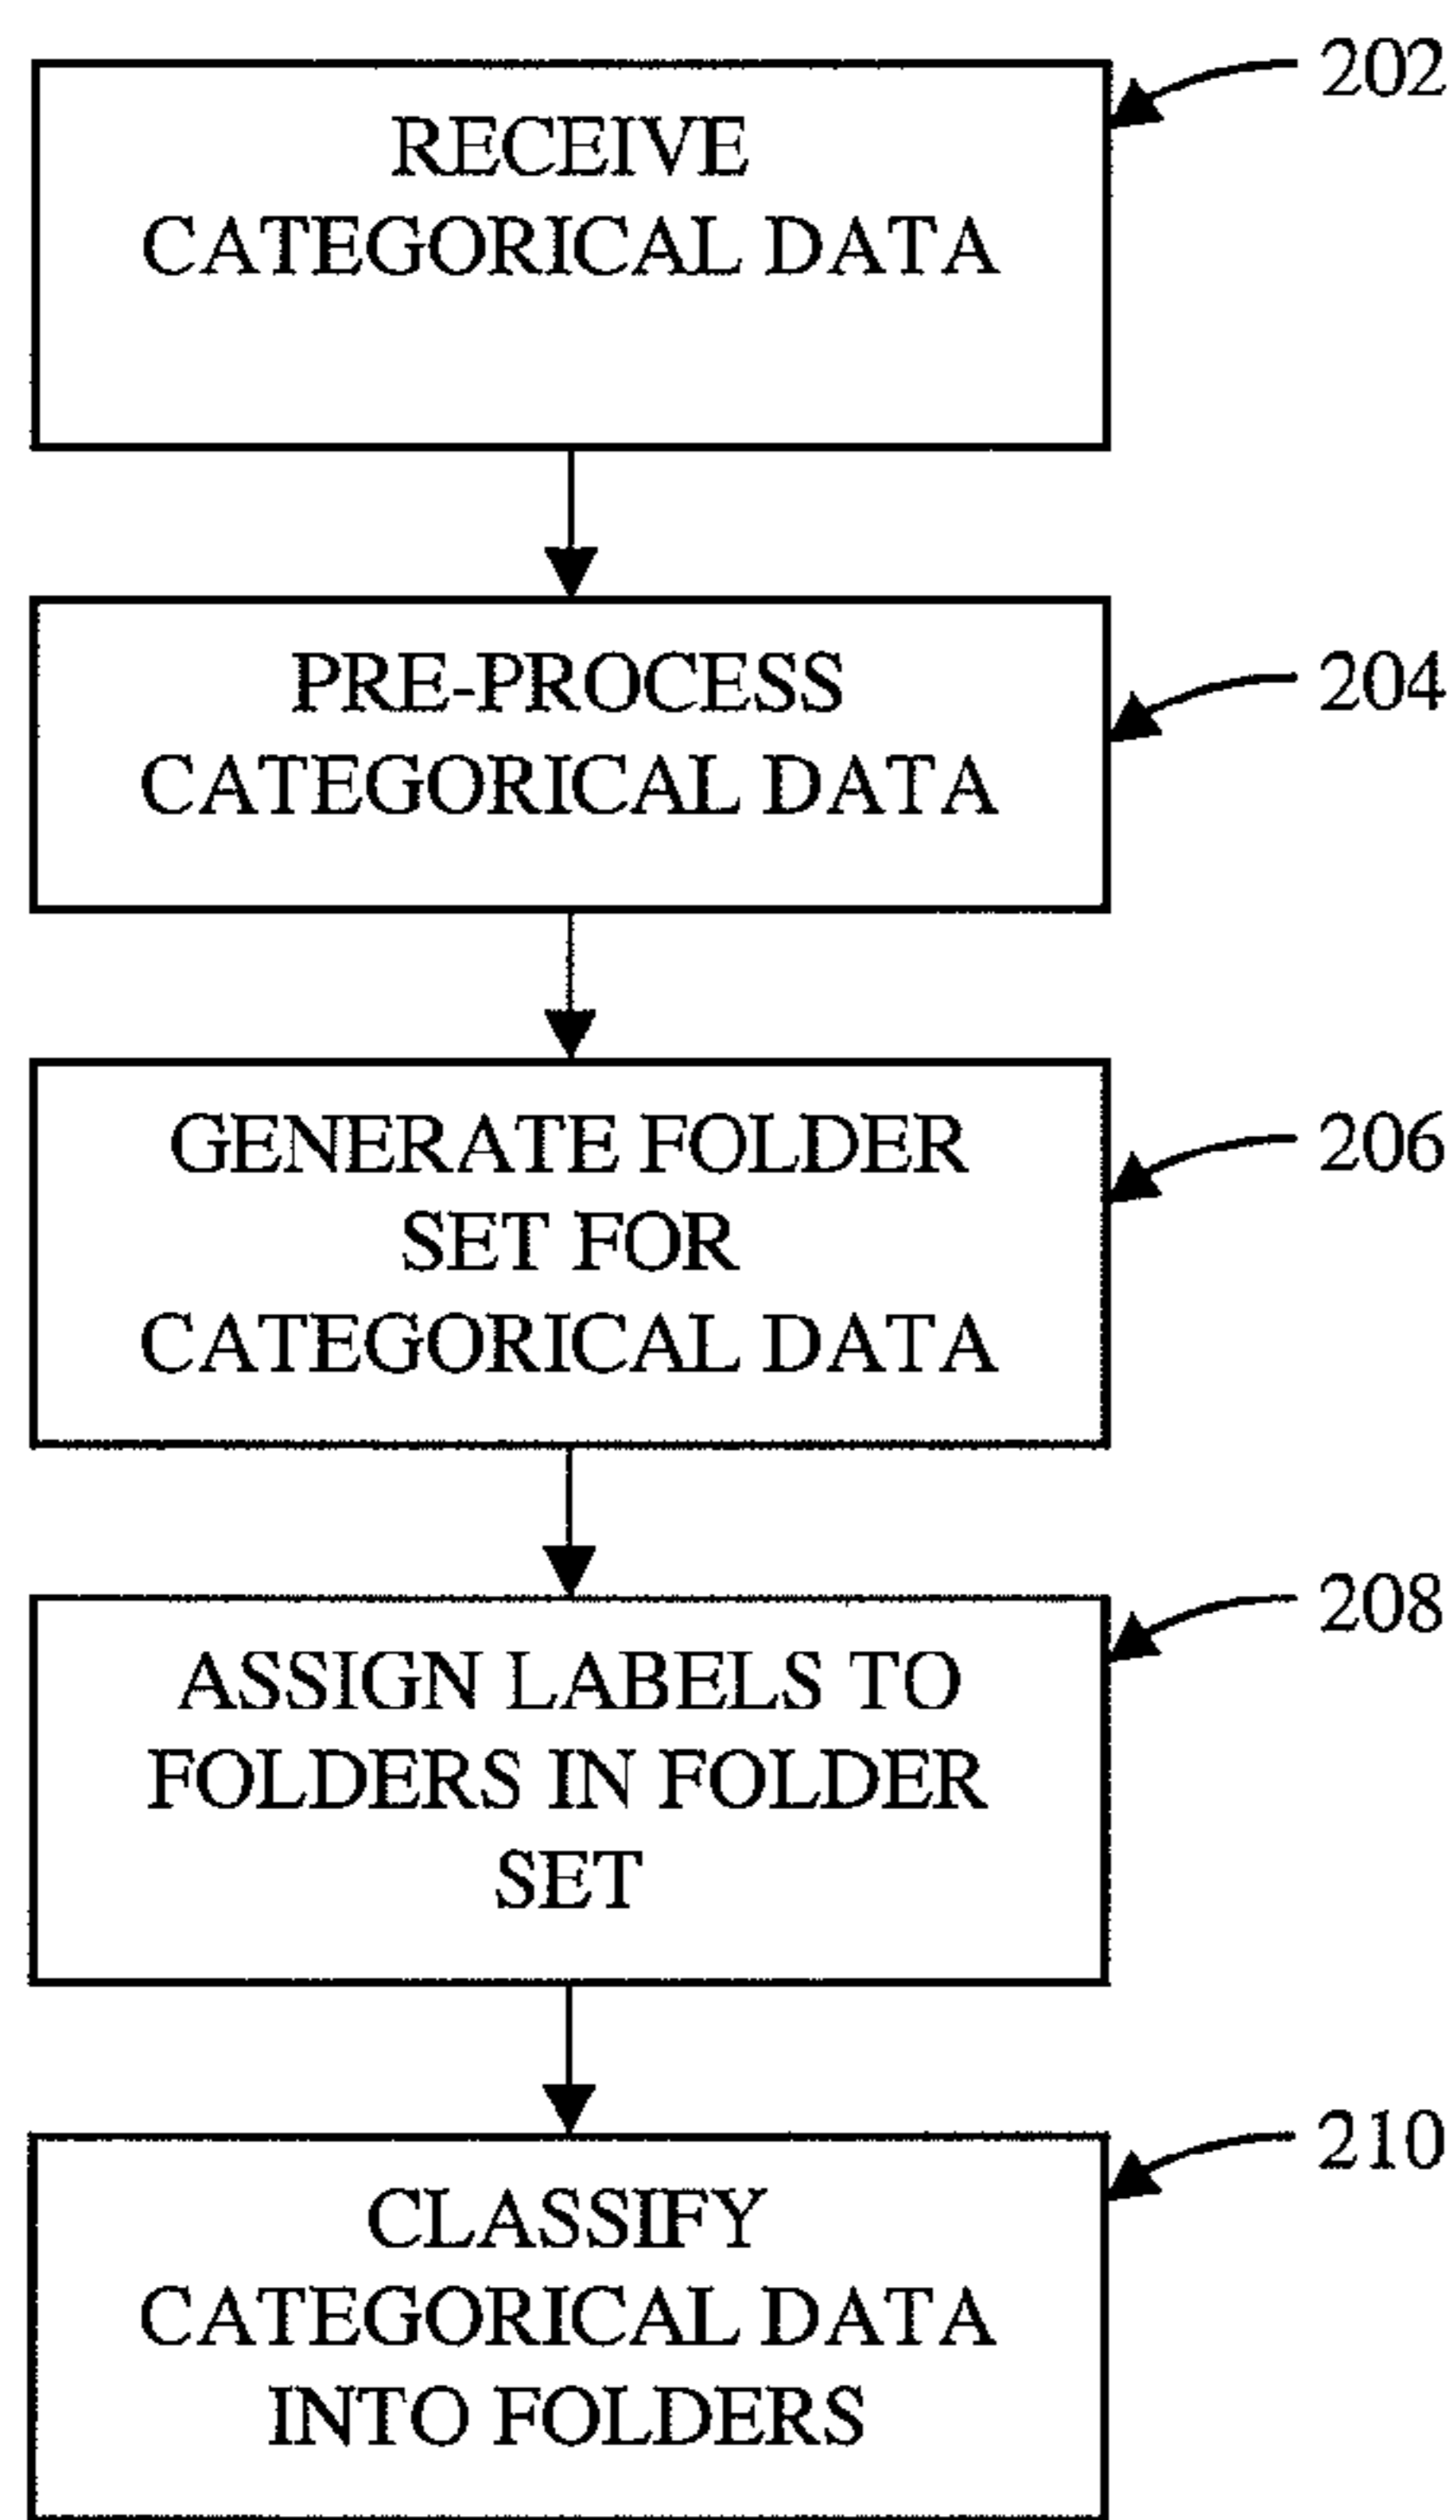 202
RECEIVE
CATEGORICAL DATA
204
PRE-PROCESS
CATEGORICAL DATA
206
GENERATE FOLDER
SET FOR
CATEGORICAL DATA
208
ASSIGN LABELS TO
FOLDERS IN FOLDER
SET
210
CLASSIFY
CATEGORICAL DATA
INTO FOLDERS